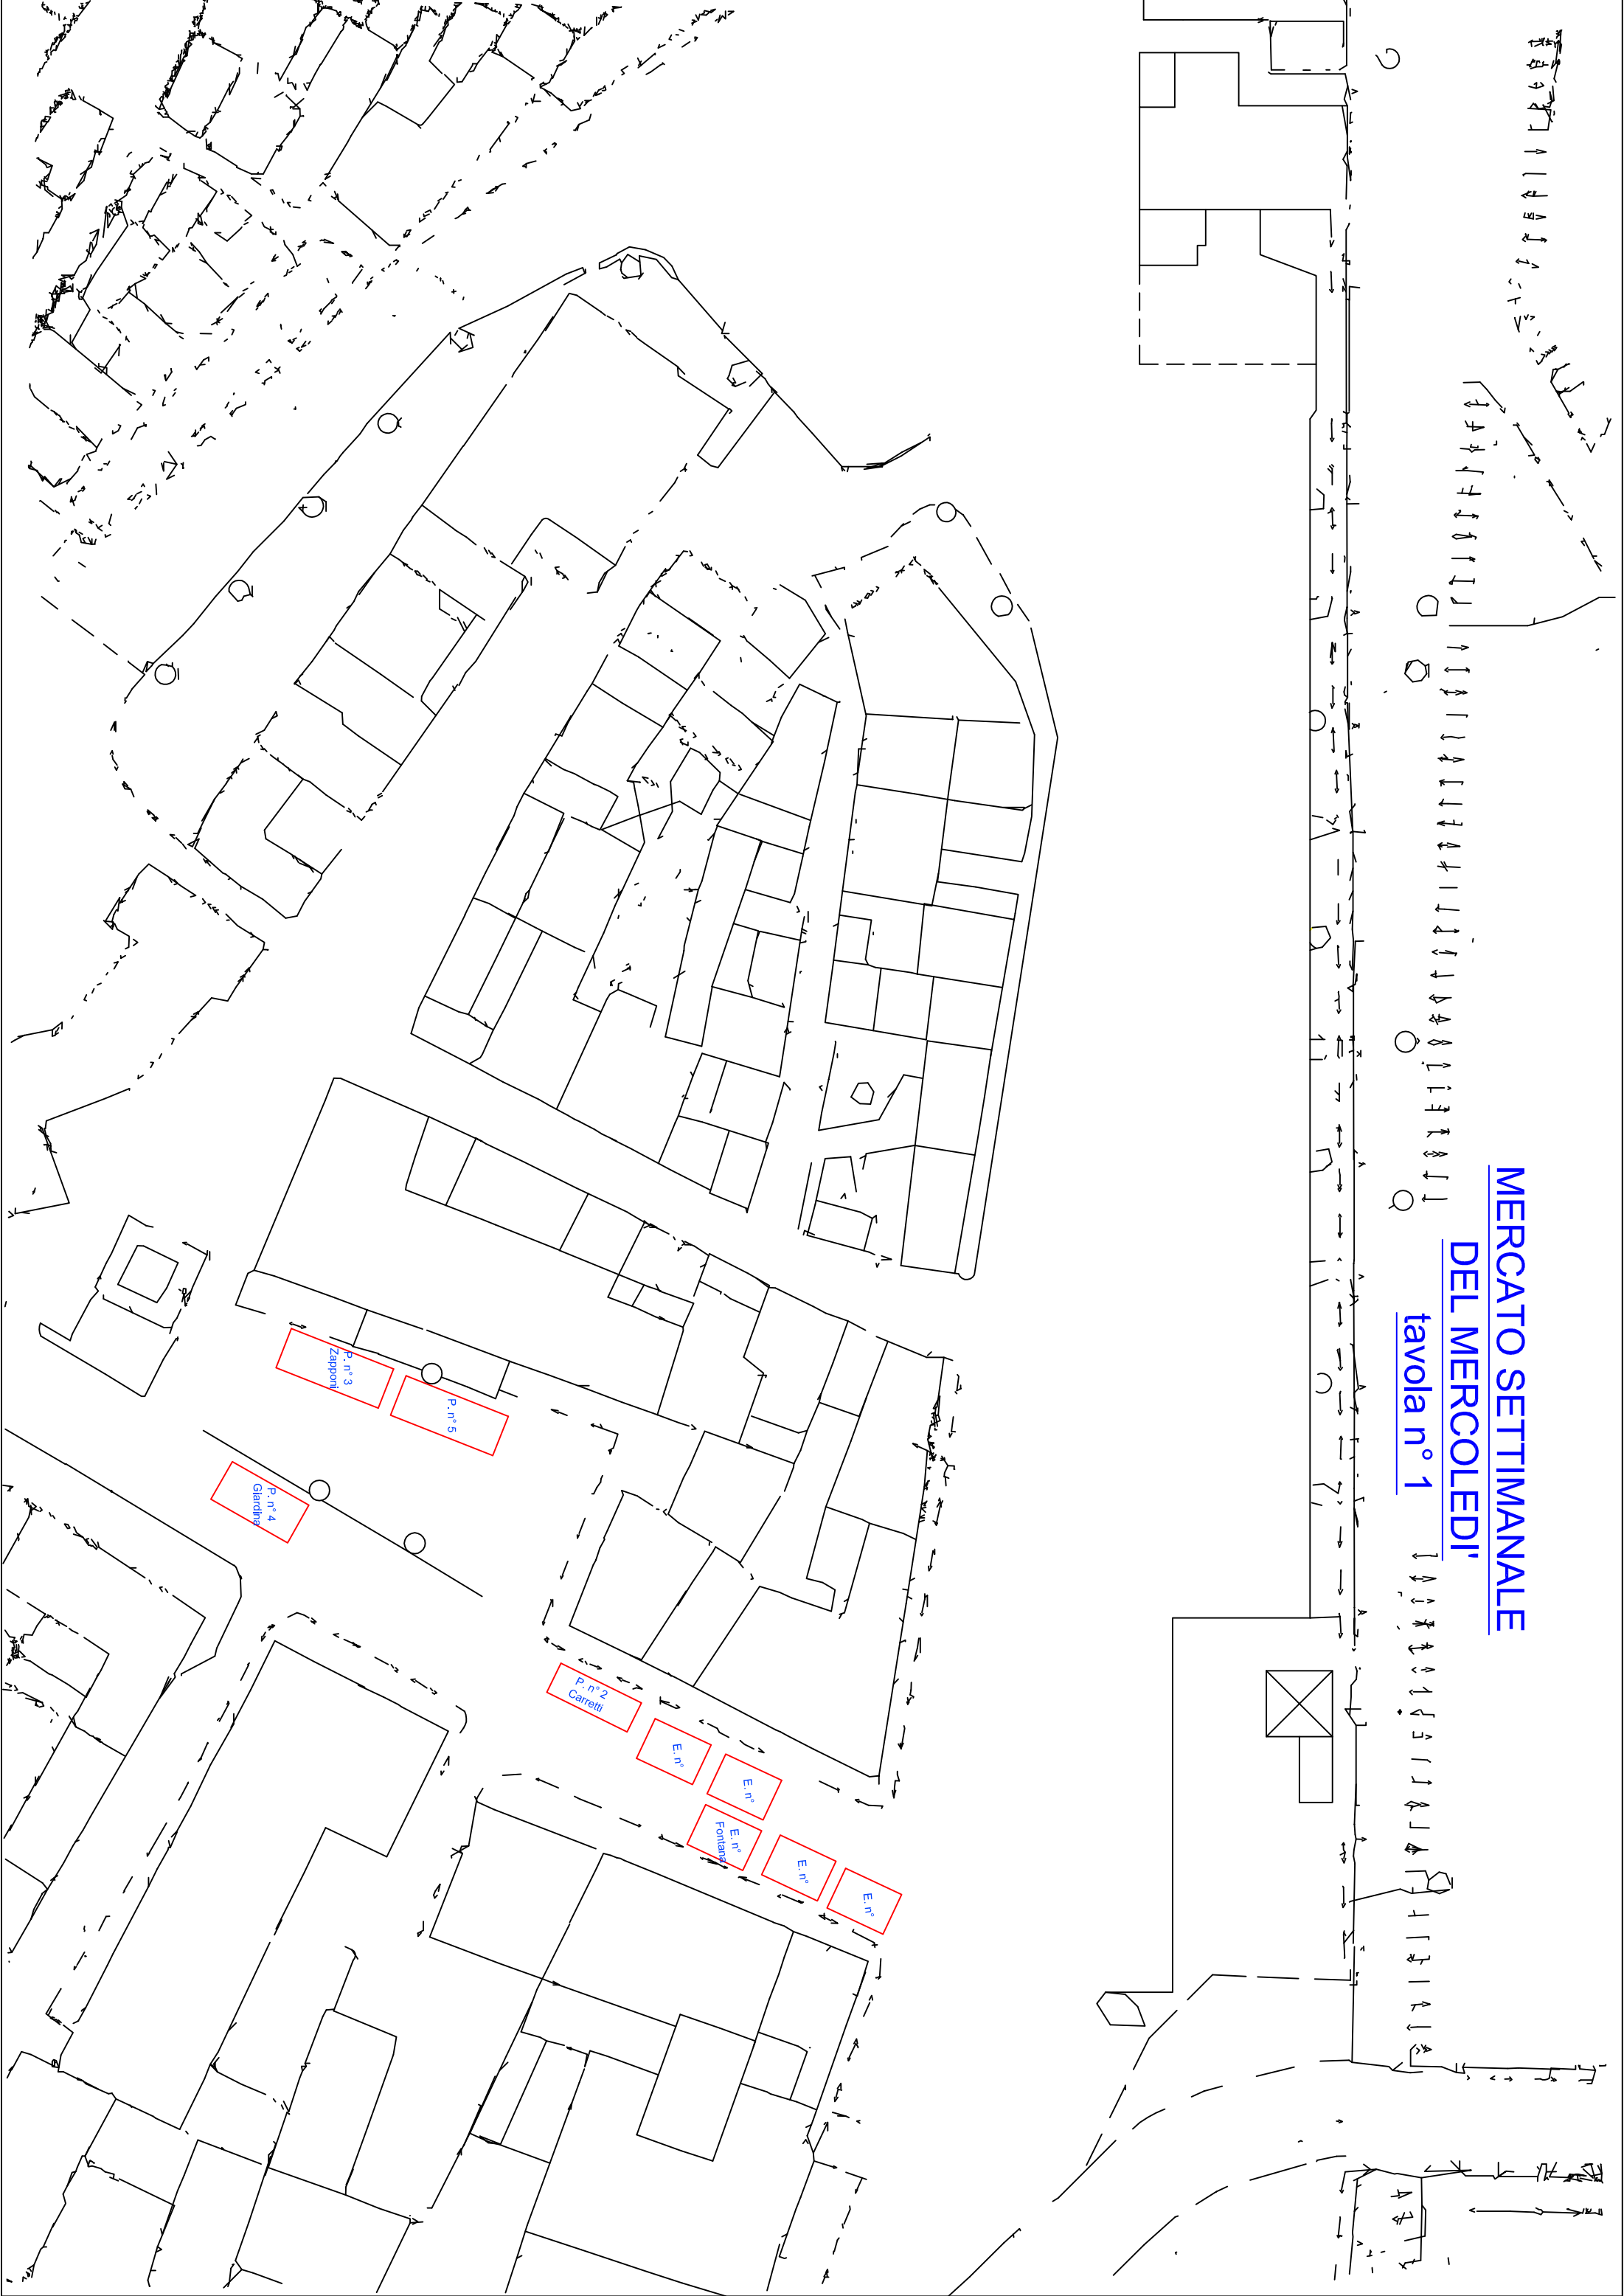 MERCATO SETTIMANALE
DEL MERCOLEDI'
tavola n° 1
P. n° 3
Zapponi
P. n° 5
P. n° 4
Giardina
P. n° 2
Carretti
E. n°
E. n°
E. n°
Fontana
E. n°
E. n°